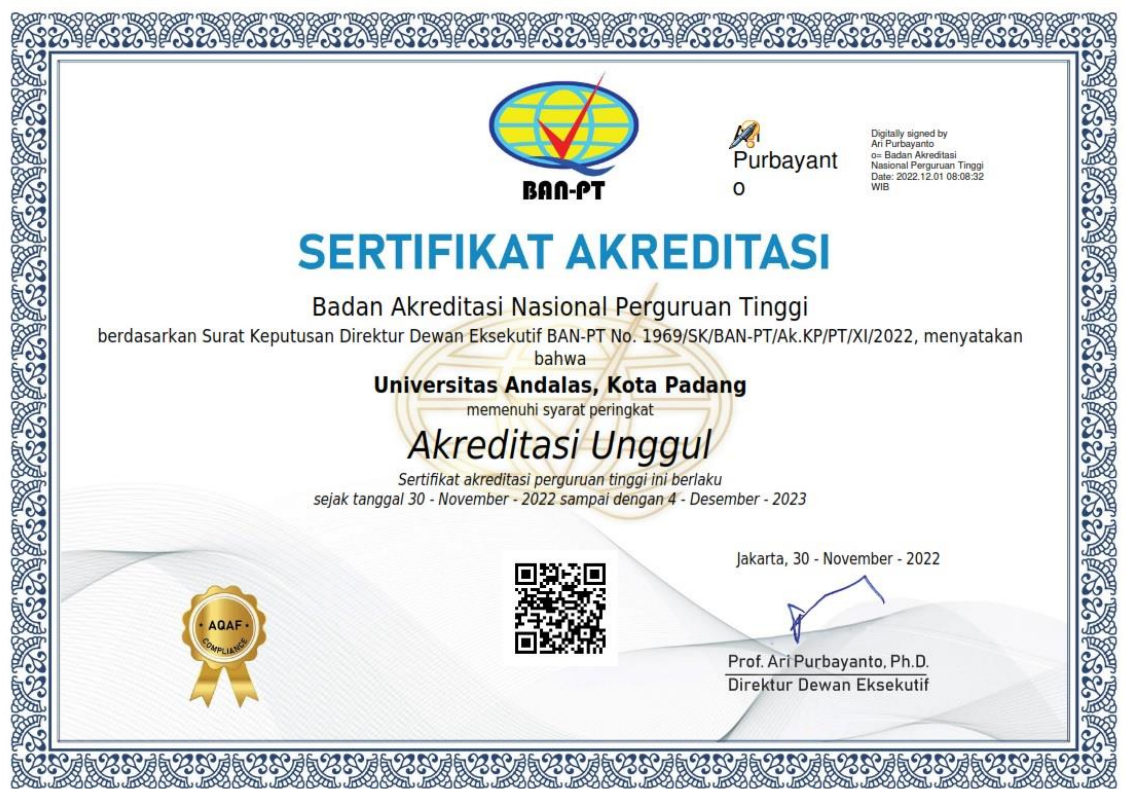 BAN-PT
Purbayant
o
Digitally signed by
Ari Purbayanto
o= Badan Akreditasi
Nasional Perguruan Tinggi
Date: 2022.12.01 08:08:32
WIB
SERTIFIKAT AKREDITASI
Badan Akreditasi Nasional Perguruan Tinggi
berdasarkan Surat Keputusan Direktur Dewan Eksekutif BAN-PT No. 1969/SK/BAN-PT/Ak.KP/PT/XI/2022, menyatakan
bahwa
Universitas Andalas, Kota Padang
memenuhi syarat peringkat
Akreditasi Unggul
Sertifikat akreditasi perguruan tinggi ini berlaku
sejak tanggal 30 - November - 2022 sampai dengan 4 - Desember - 2023
Jakarta, 30 - November - 2022
AQAF
COMPLIANCE
Prof. Ari Purbayanto, Ph.D.
Direktur Dewan Eksekutif